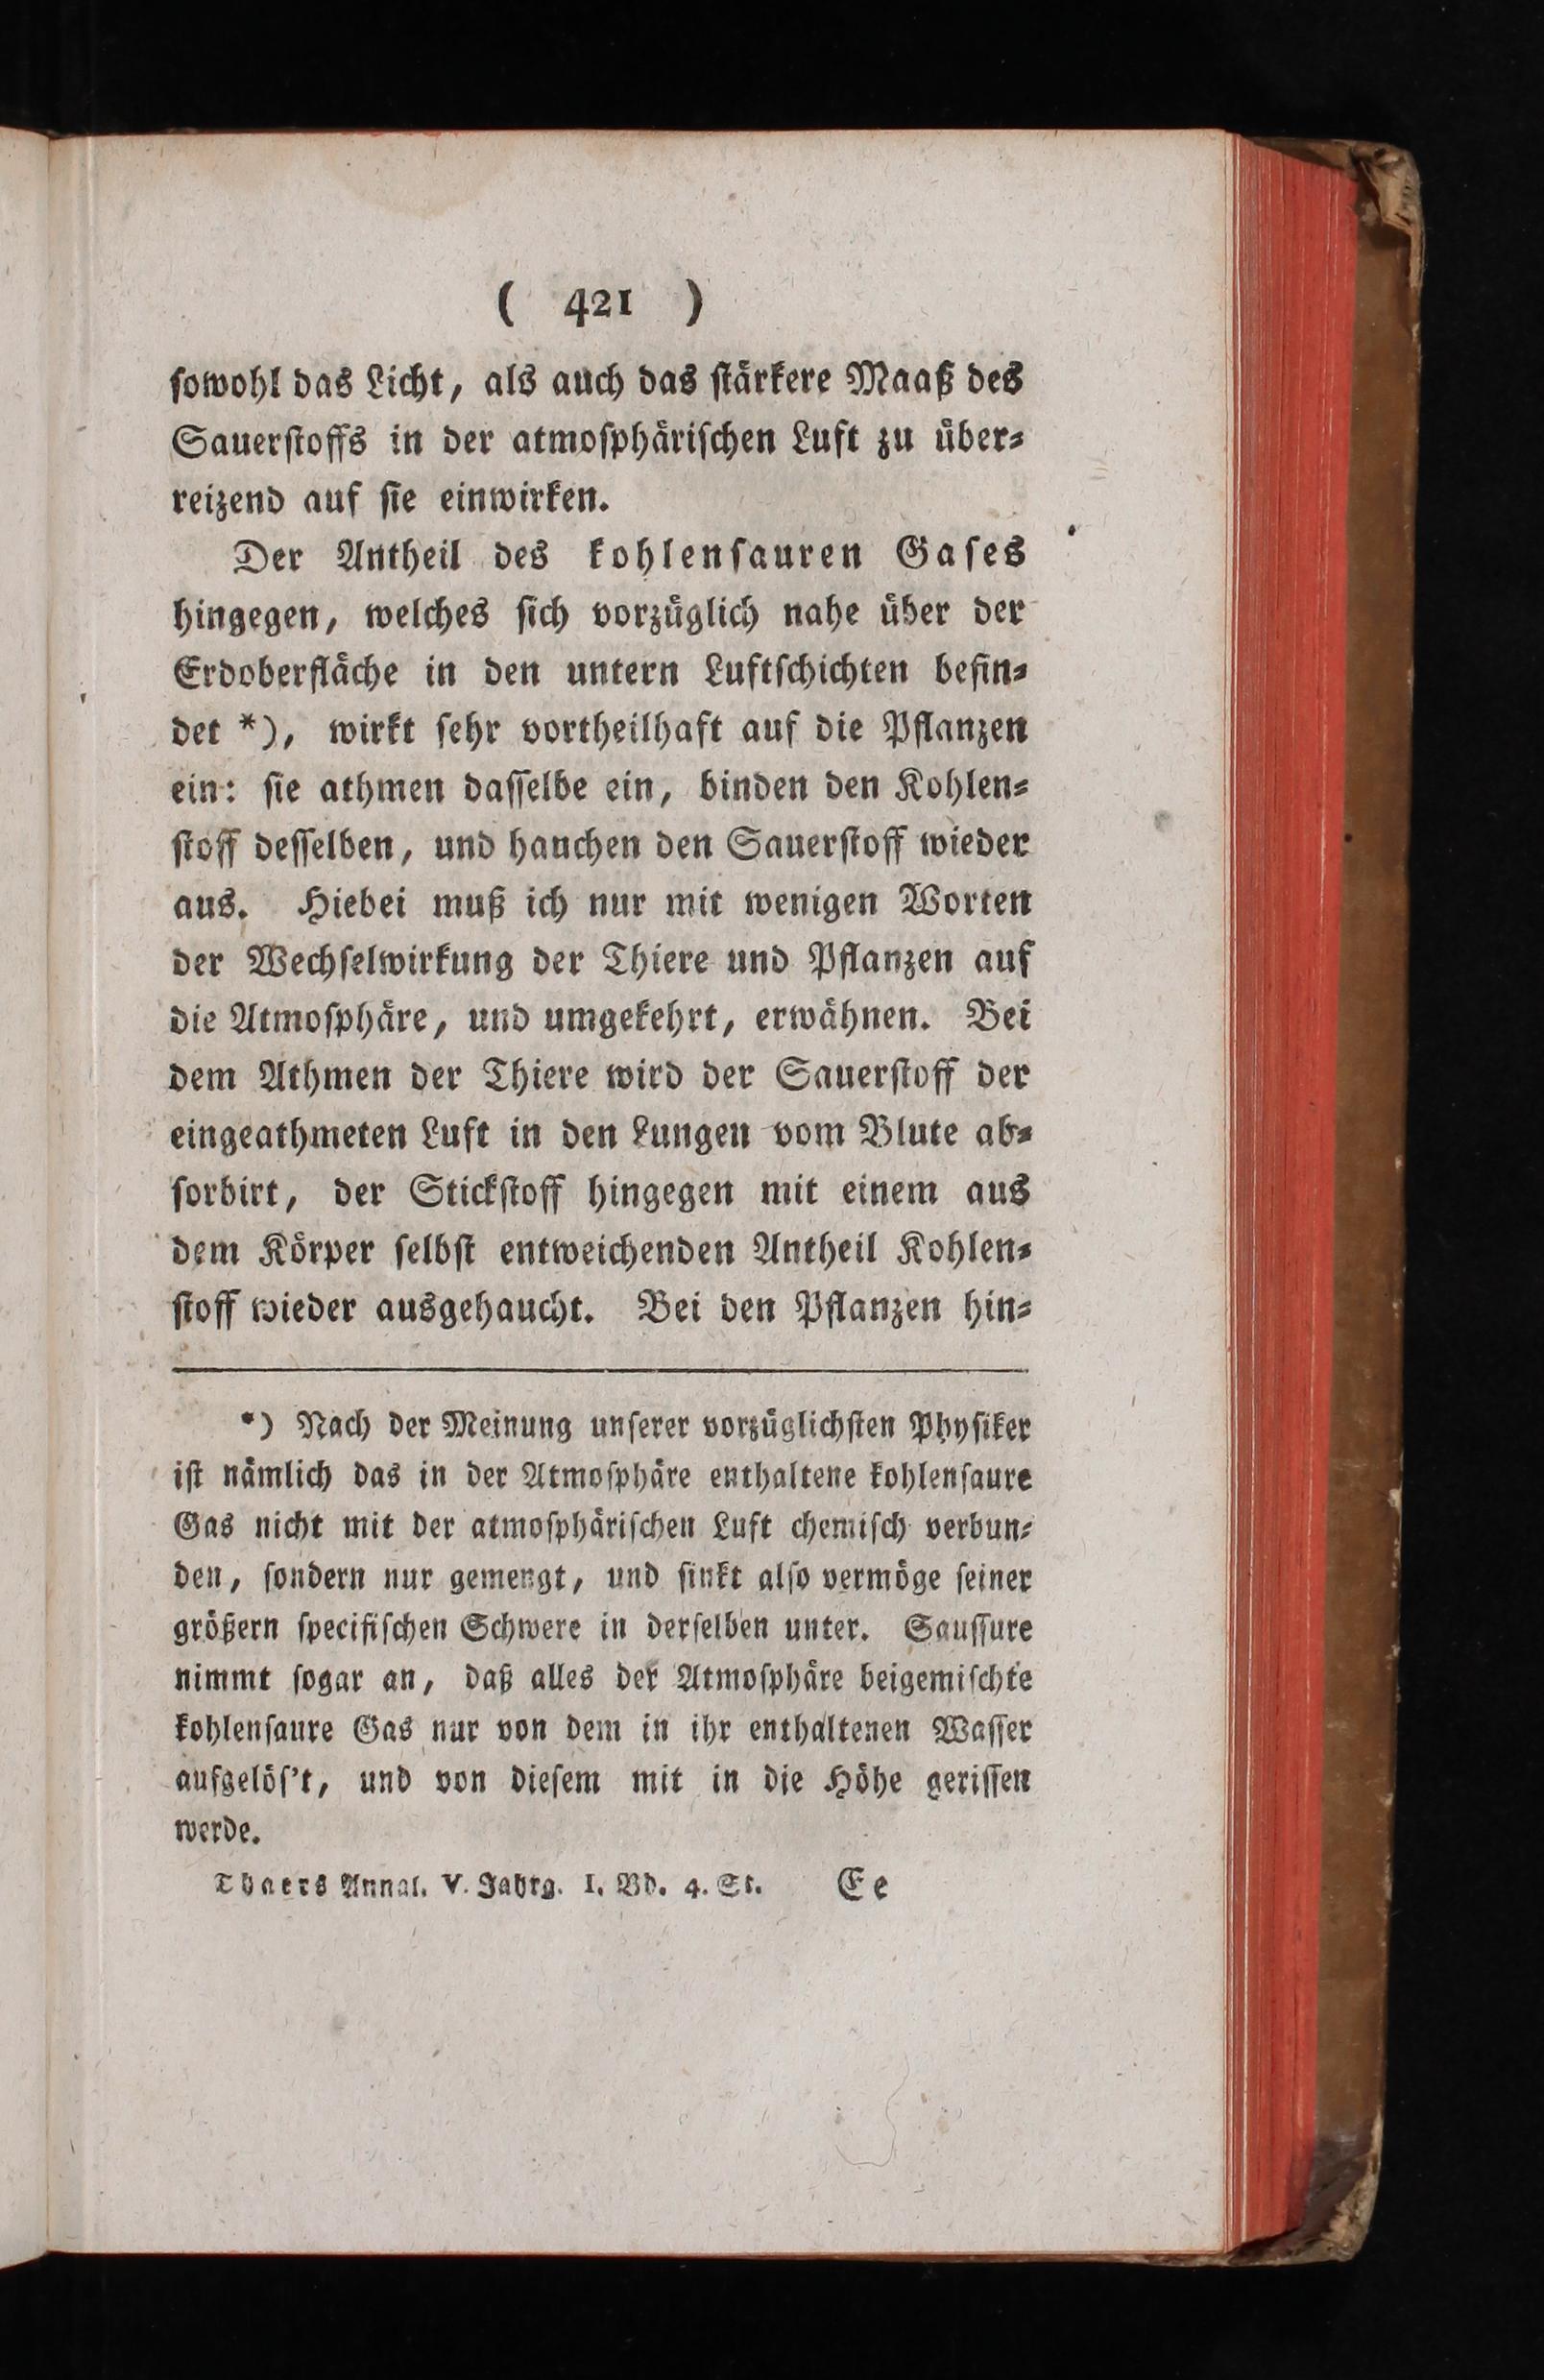 ( 421 )
ſowohl das Licht, als auch das ſtärkere Maaß des
Sauerſtoffs in der atmoſphäriſchen Luft zu über⸗
reizend auf ſie einwirken.
Der Antheil des kohlenſauren Gaſes
hingegen, welches ſich vorzüglich nahe über der
Erdoberfläche in den untern Luftſchichten befin⸗
det *), wirkt ſehr vortheilhaft auf die Pflanzen
ein: ſie athmen daſſelbe ein, binden den Kohlen⸗
ſtoff deſſelben, und hauchen den Sauerſtoff wieder
aus. Hiebei muß ich nur mit wenigen Worten
der Wechſelwirkung der Thiere und Pflanzen auf
die Atmoſphäre, und umgekehrt, erwähnen. Bei
dem Athmen der Thiere wird der Sauerſtoff der
eingeathmeten Luft in den Lungen vom Blute ab⸗
ſorbirt, der Stickſtoff hingegen mit einem aus
dem Körper ſelbſt entweichenden Antheil Kohlen⸗
ſtoff wieder ausgehaucht. Bei den Pflanzen hin⸗
*) Nach der Meinung unſerer vorzüglichſten Phyſiker
iſt nämlich das in der Atmoſphäre enthaltene kohlenſaure
Gas nicht mit der atmoſphäriſchen Luft chemiſch verbun⸗
den, ſondern nur gemengt, und ſinkt alſo vermöge ſeiner
größern ſpecifiſchen Schwere in derſelben unter. Sauſſure
nimmt ſogar an, daß alles der Atmoſphäre beigemiſchte
kohlenſaure Gas nur von dem in ihr enthaltenen Waſſer
aufgelöſ't, und von dieſem mit in die Höhe geriſſen
werde.
Thaers Annal. V. Jahrg. I. Bd. 4. St. Ee